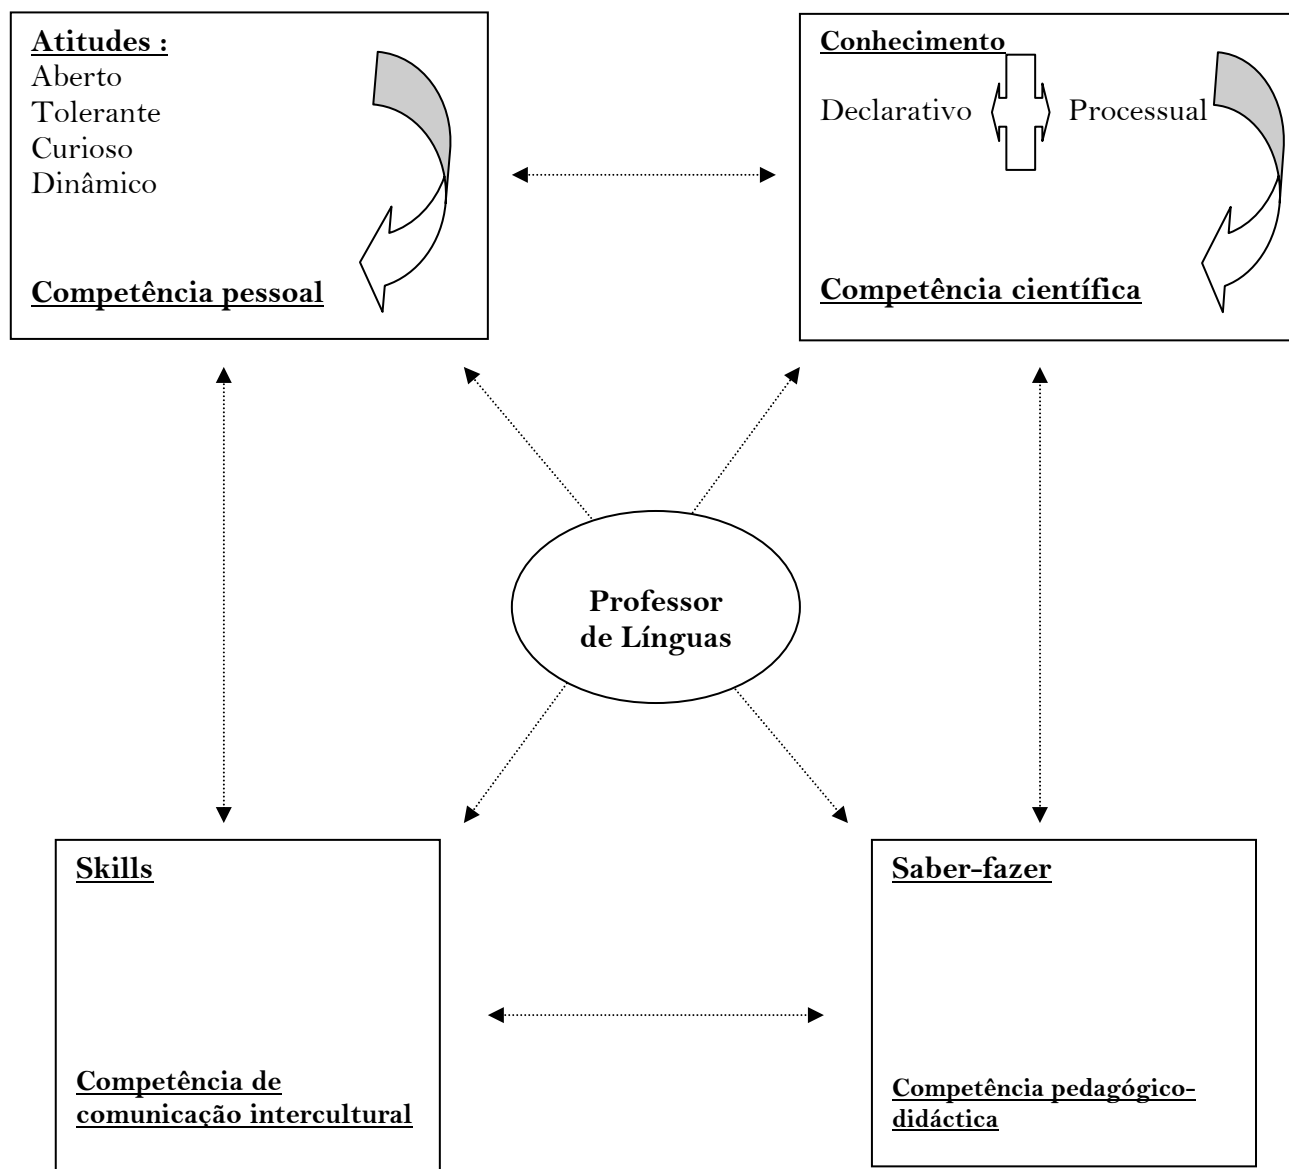 Atitudes :
Aberto
Tolerante
Curioso
Dinâmico
Competência pessoal
Conhecimento
Declarativo Processual
Competência científica
Professor
de Línguas
Skills
Competência de
comunicação intercultural
Saber-fazer
Competência pedagógico-
didáctica